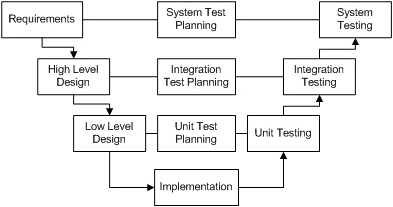 Requirements
System Test
Planning
System
Testing
High Level
Design
Integration
Test Planning
Integration
Testing
Low Level
Design
Unit Test
Planning
Unit Testing
Implementation